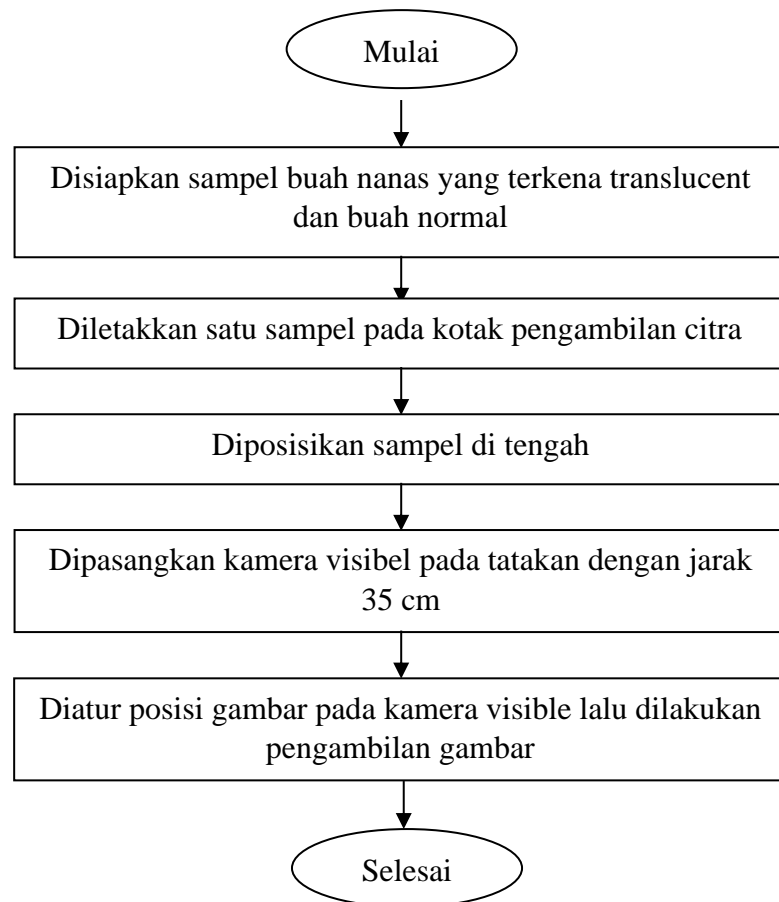 Mulai
Disiapkan sampel buah nanas yang terkena translucent
dan buah normal
Diletakkan satu sampel pada kotak pengambilan citra
Diposisikan sampel di tengah
Dipasangkan kamera visibel pada tatakan dengan jarak
35 cm
Diatur posisi gambar pada kamera visible lalu dilakukan
pengambilan gambar
Selesai